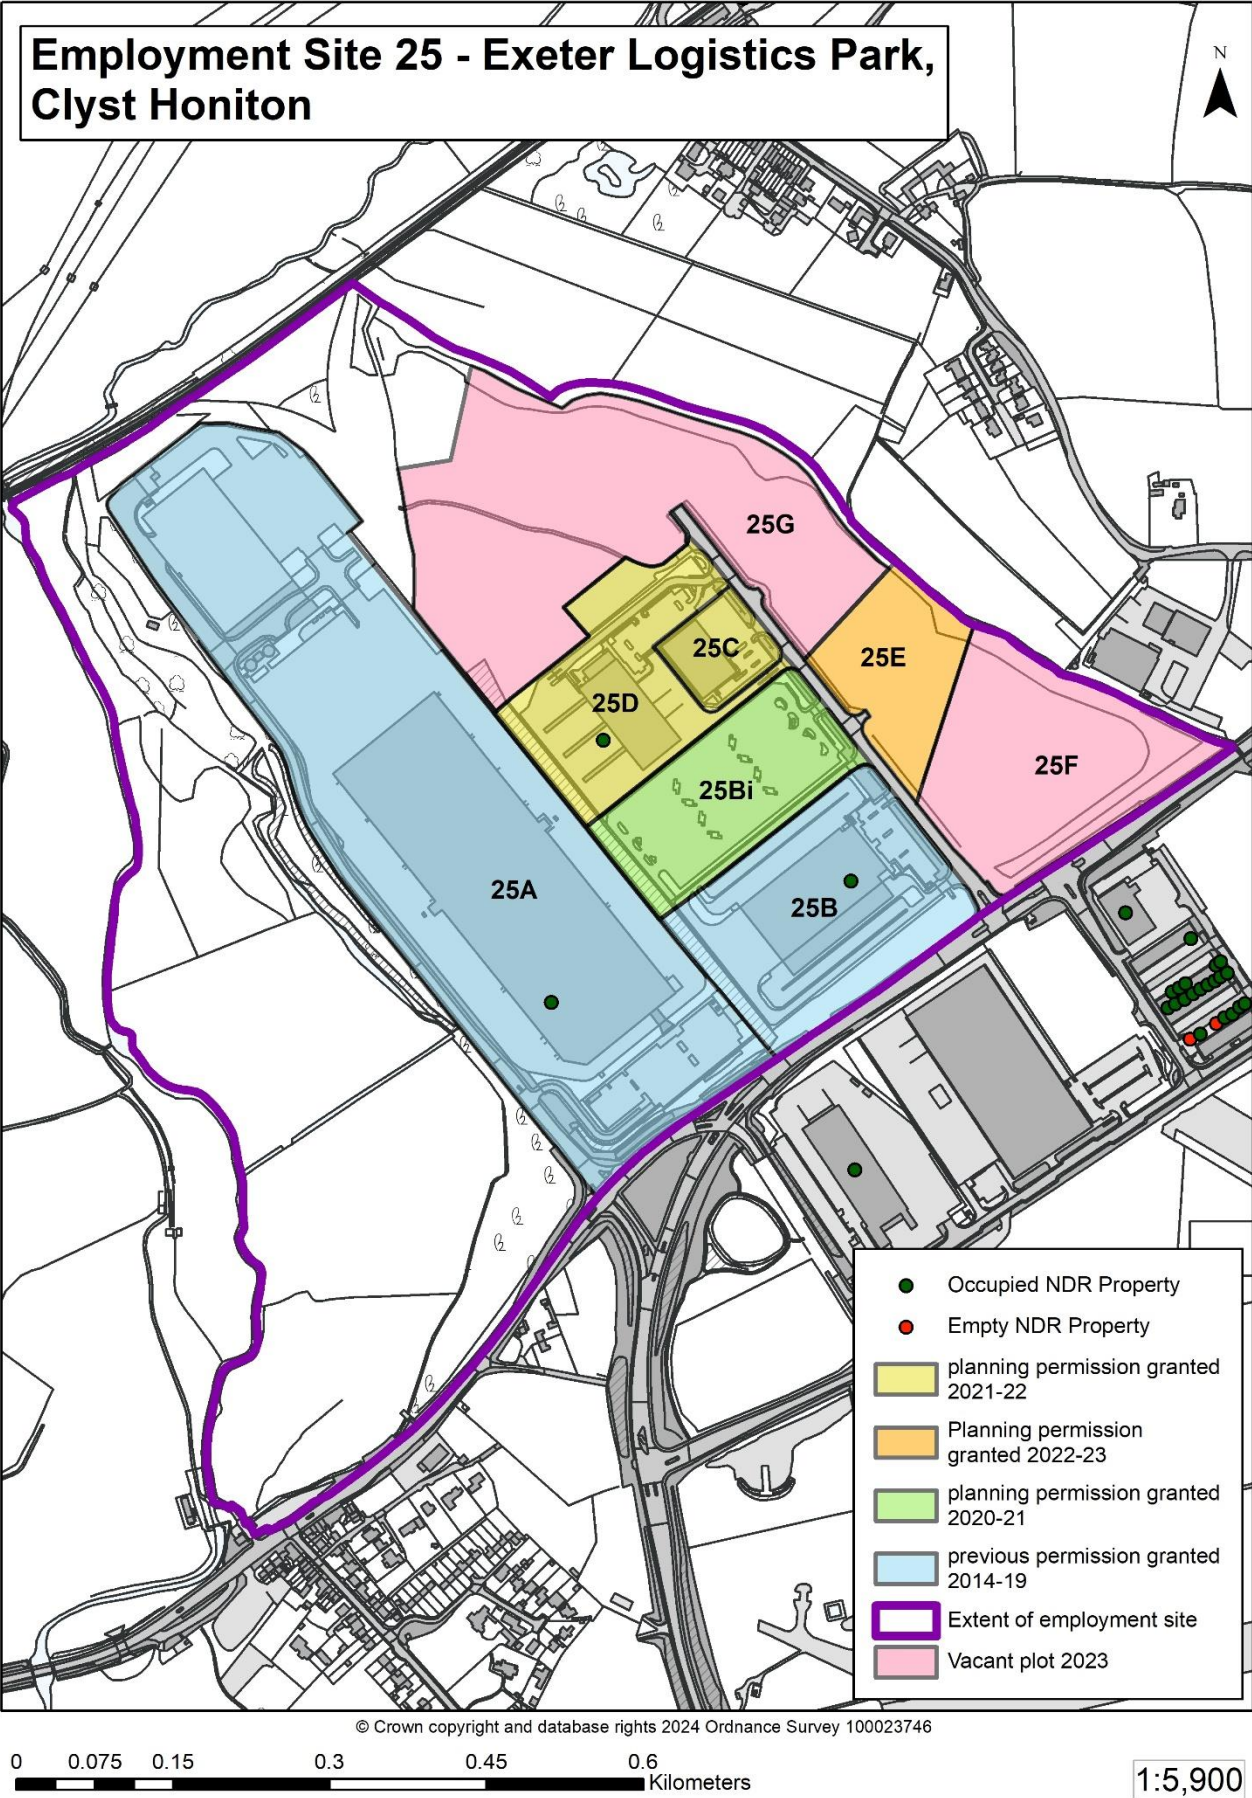 Employment Site 25 - Exeter Logistics Park,
Clyst Honiton
N
25G
25C
25E
25D
25F
25Bi
25A
25B
Occupied NDR Property
Empty NDR Property
planning permission granted
2021-22
Planning permission
granted 2022-23
planning permission granted
2020-21
previous permission granted
2014-19
Extent of employment site
Vacant plot 2023
© Crown copyright and database rights 2024 Ordnance Survey 100023746
0 0.075 0.15 0.3 0.45 0.6
Kilometers
1:5,900